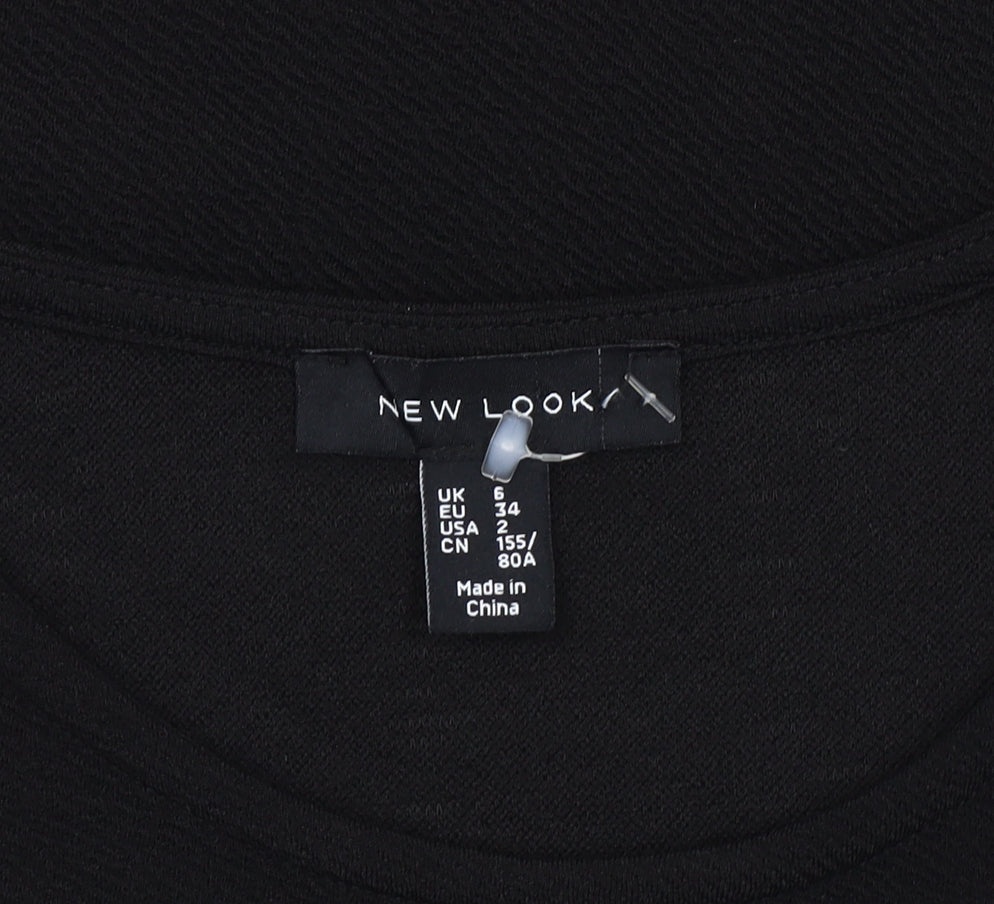 NEW LOOK
UK 6
EU 34
USA 2
CN 155/
80A
Made in
China